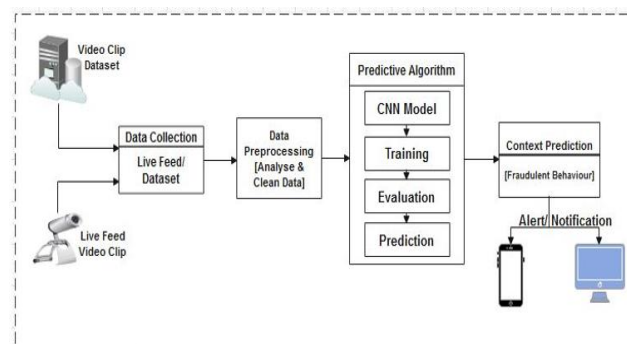 Video Clip
Dataset
Live Feed
Video Clip
Data Collection
Live Feed/
Dataset
Data
Preprocessing
[Analyse &
Clean Data]
Predictive Algorithm
CNN Model
Training
Evaluation
Prediction
Context Prediction
[Fraudulent Behaviour]
Alert/ Notification